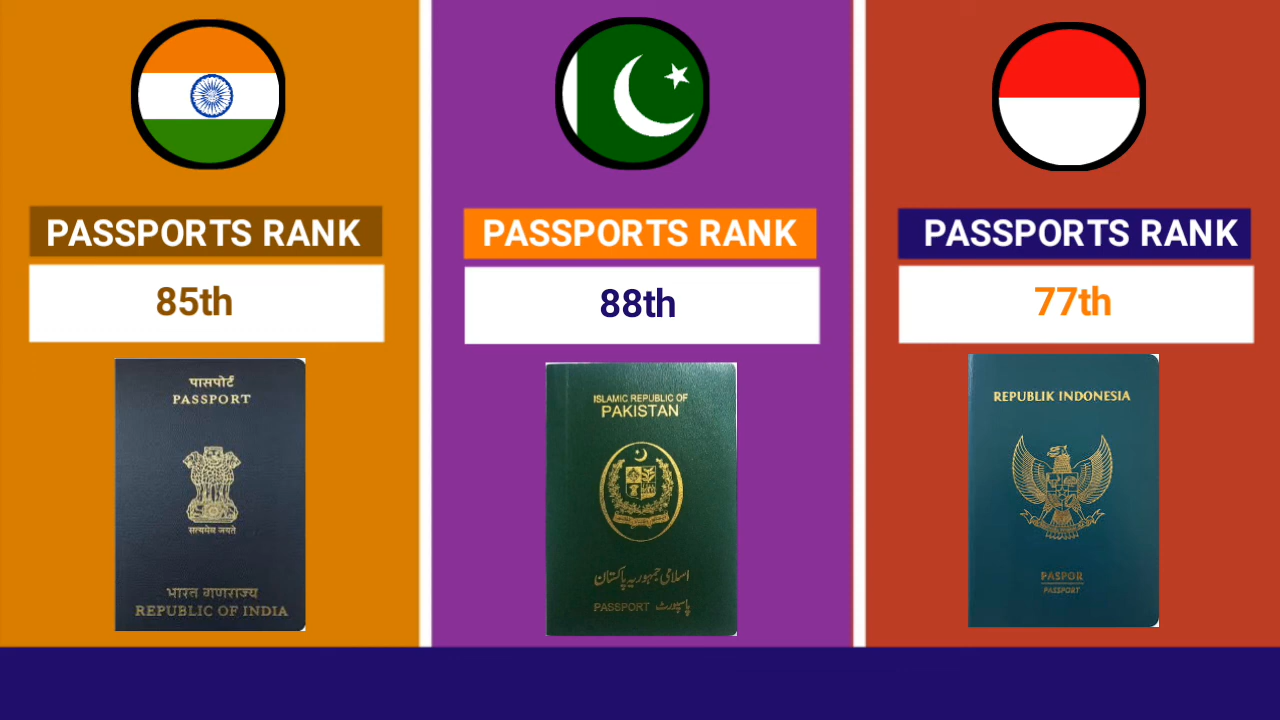 PASSPORTS RANK
85th
पासपोर्ट
PASSPORT
सत्यमेव जयते
भारत गणराज्य
REPUBLIC OF INDIA
PASSPORTS RANK
88th
ISLAMIC REPUBLIC OF
PAKISTAN
اسلامی جمہوریہ پاکستان
PASSPORT پاسپورٹ
PASSPORTS RANK
77th
REPUBLIK INDONESIA
PASPOR
PASSPORT